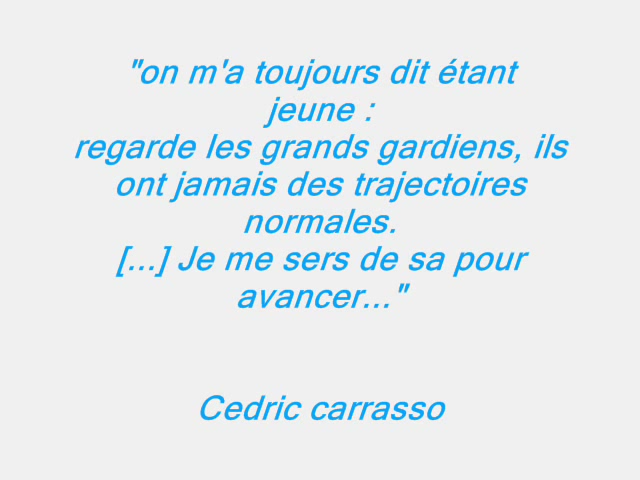 "on m'a toujours dit étant
jeune :
regarde les grands gardiens, ils
ont jamais des trajectoires
normales.
[...] Je me sers de sa pour
avancer..."
Cedric carrasso